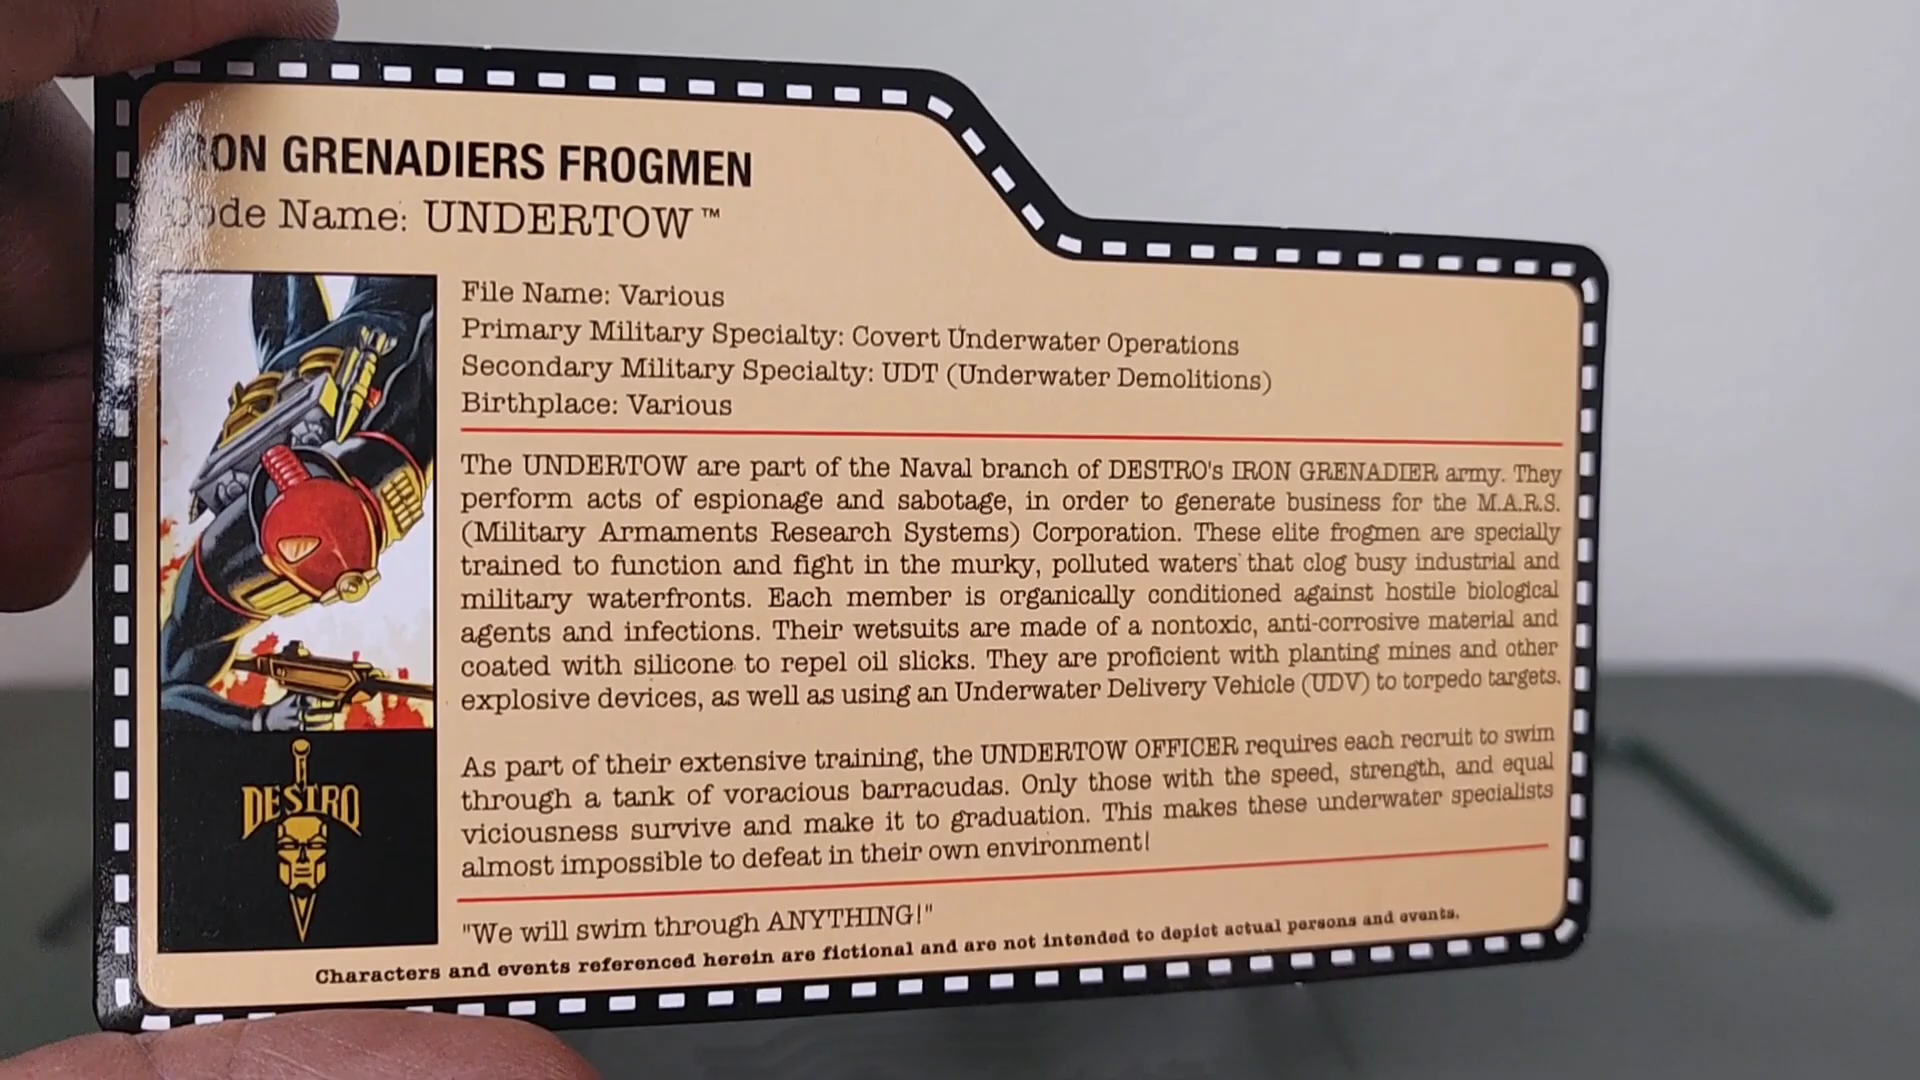 IRON GRENADIERS FROGMEN
Code Name: UNDERTOW™
File Name: Various
Primary Military Specialty: Covert Underwater Operations
Secondary Military Specialty: UDT (Underwater Demolitions)
Birthplace: Various
The UNDERTOW are part of the Naval branch of DESTRO's IRON GRENADIER army. They
perform acts of espionage and sabotage, in order to generate business for the M.A.R.S.
(Military Armaments Research Systems) Corporation. These elite frogmen are specially
trained to function and fight in the murky, polluted waters that clog busy industrial and
military waterfronts. Each member is organically conditioned against hostile biological
agents and infections. Their wetsuits are made of a nontoxic, anti-corrosive material and
coated with silicone to repel oil slicks. They are proficient with planting mines and other
explosive devices, as well as using an Underwater Delivery Vehicle (UDV) to torpedo targets.
As part of their extensive training, the UNDERTOW OFFICER requires each recruit to swim
through a tank of voracious barracudas. Only those with the speed, strength, and equal
viciousness survive and make it to graduation. This makes these underwater specialists
almost impossible to defeat in their own environment!
"We will swim through ANYTHING!"
DESTRO
Characters and events referenced herein are fictional and are not intended to depict actual persons and events.